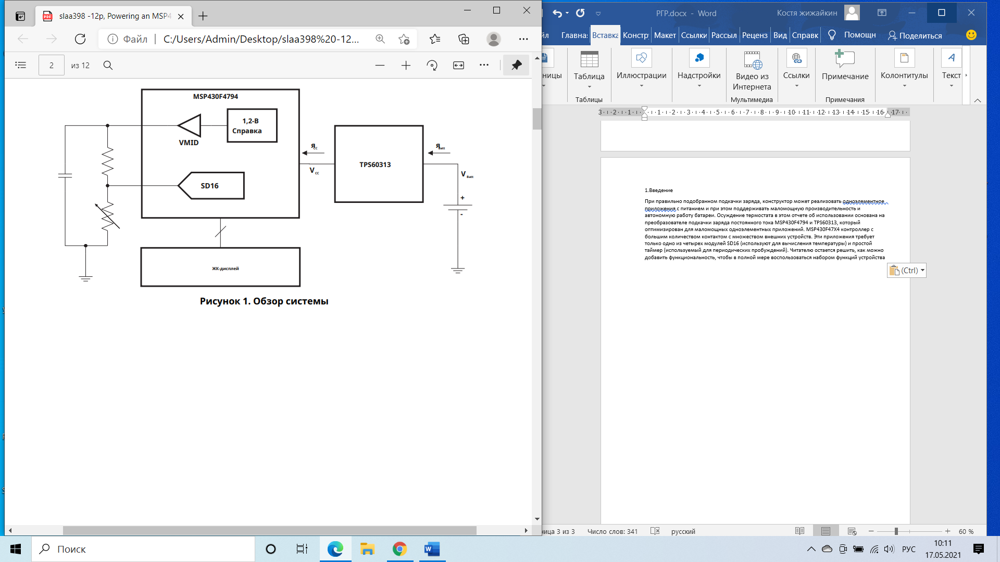 slaa398 -12p, Powering an MSP4
Файл
C:/Users/Admin/Desktop/slaa398%20-12...
2
из 12
MSP430F4794
1,2-В
Справка
VMID
SD16
Я CC
V CC
TPS60313
Я Batt
V Batt
+
-
ЖК-дисплей
Рисунок 1. Обзор системы
РГР.docx - Word
Костя жижайкин
йл
Главна
Вставка
Констр
Макет
Ссылки
Рассыл
Реценз
Вид
Справк
Помощн
Поделиться
ницы
Таблица
Иллюстрации
Надстройки
Видео из
Интернета
Ссылки
Примечание
Колонтитулы
Текст
Таблицы
Мультимедиа
Примечания
3 2 1 1 2 3 4 5 6 7 8 9 10 11 12 13 14 15 16 17
1.Введение
При правильно подобранном подкачки заряда, конструктор может реализовать одноэлементное
приложения с питанием и при этом поддерживать маломощную производительность и
автономную работу батареи. Осуждение термостата в этом отчете об использовании основана на
преобразователе подкачки заряда постоянного тока MSP430F4794 и TPS60313, который
оптимизирован для маломощных одноэлементных приложений. MSP430F47X4 контроллер с
большим количеством контактом с множеством внешних устройств. Эти приложения требует
только одно из четырех модулей SD16 (используют для вычисления температуры) и простой
таймер (используемый для периодических пробуждений). Читателю остается решить, как можно
добавить функциональность, чтобы в полной мере воспользоваться набором функций устройства
(Ctrl)
ница 3 из 3
Число слов: 341
русский
60 %
Поиск
РУС
10:11
17.05.2021